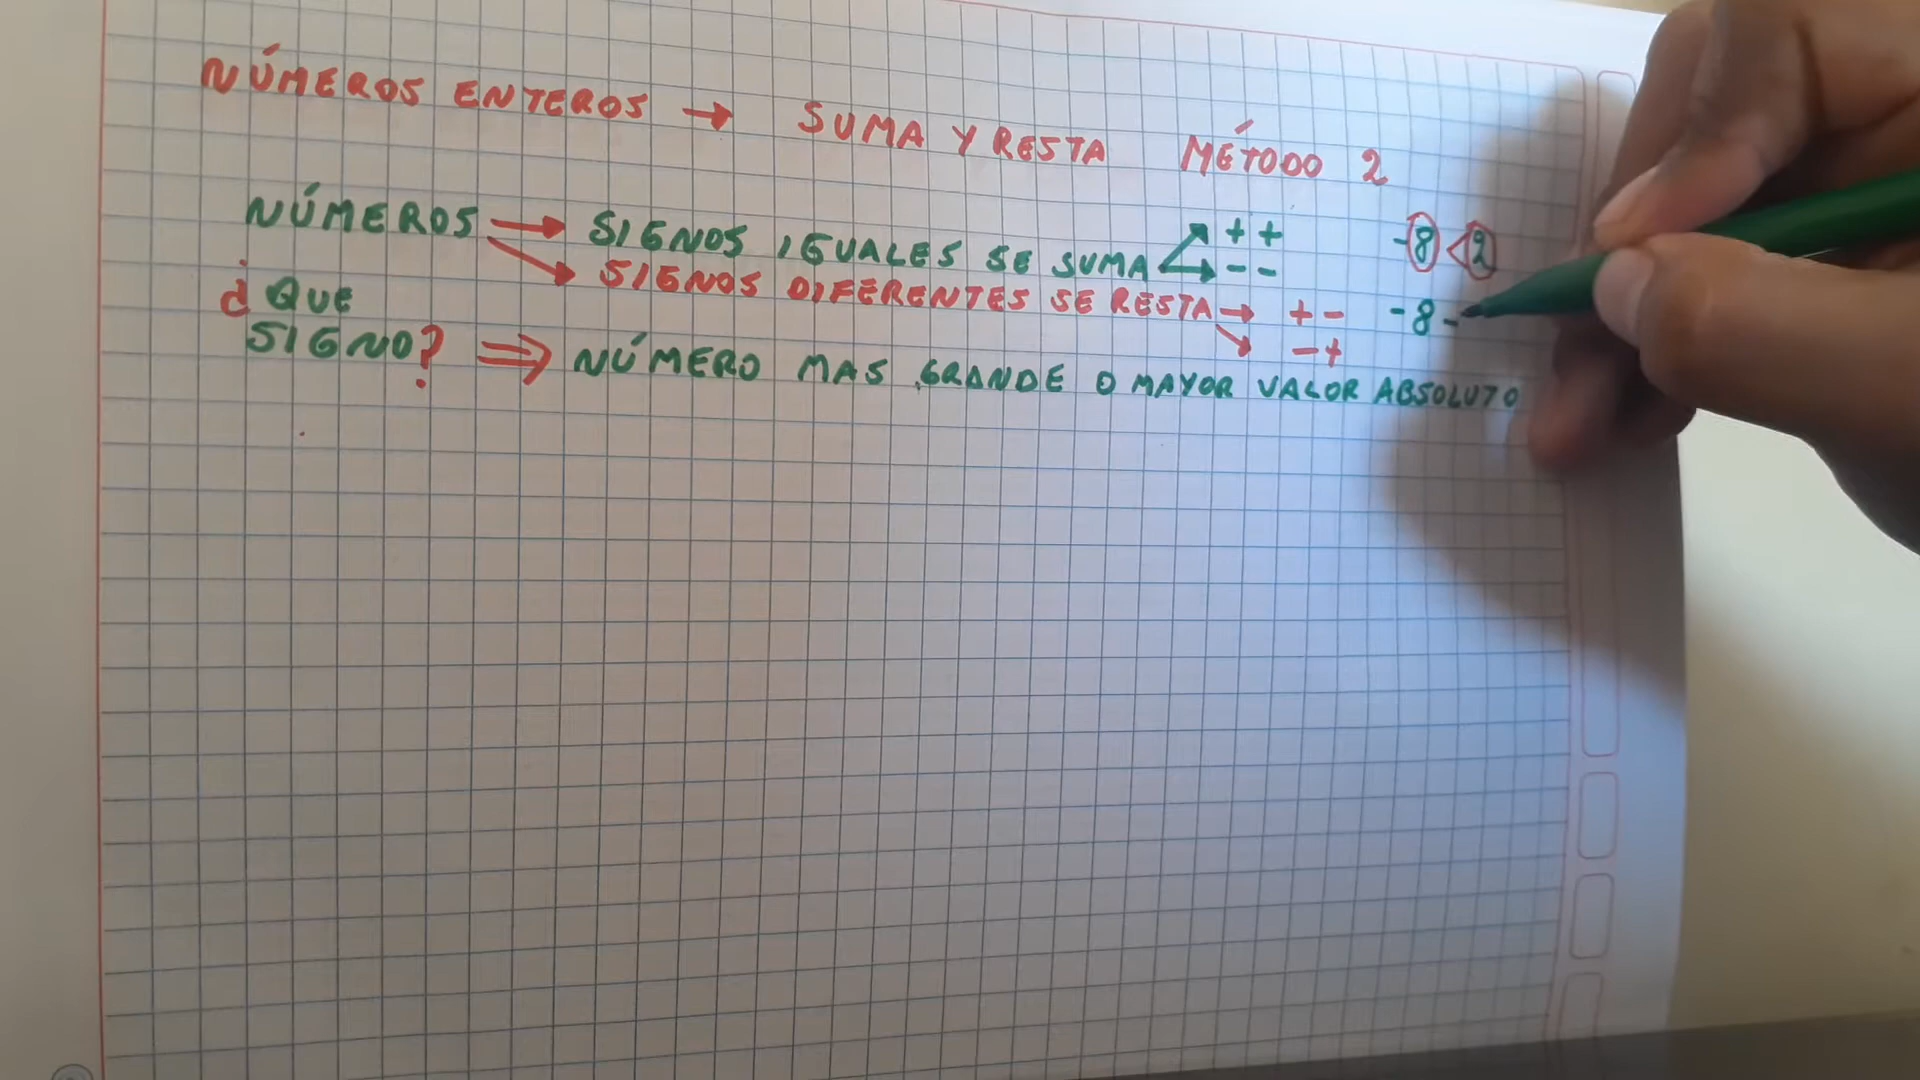 NÚMEROS ENTEROS → SUMA Y RESTA MÉTODO 2
NÚMEROS → SIGNOS IGUALES SE SUMA + + - -
-8 < 2
→ SIGNOS DIFERENTES SE RESTA → + - - +
-8 -
¿QUE
SIGNO? ⇒ NÚMERO MAS GRANDE O MAYOR VALOR ABSOLUTO